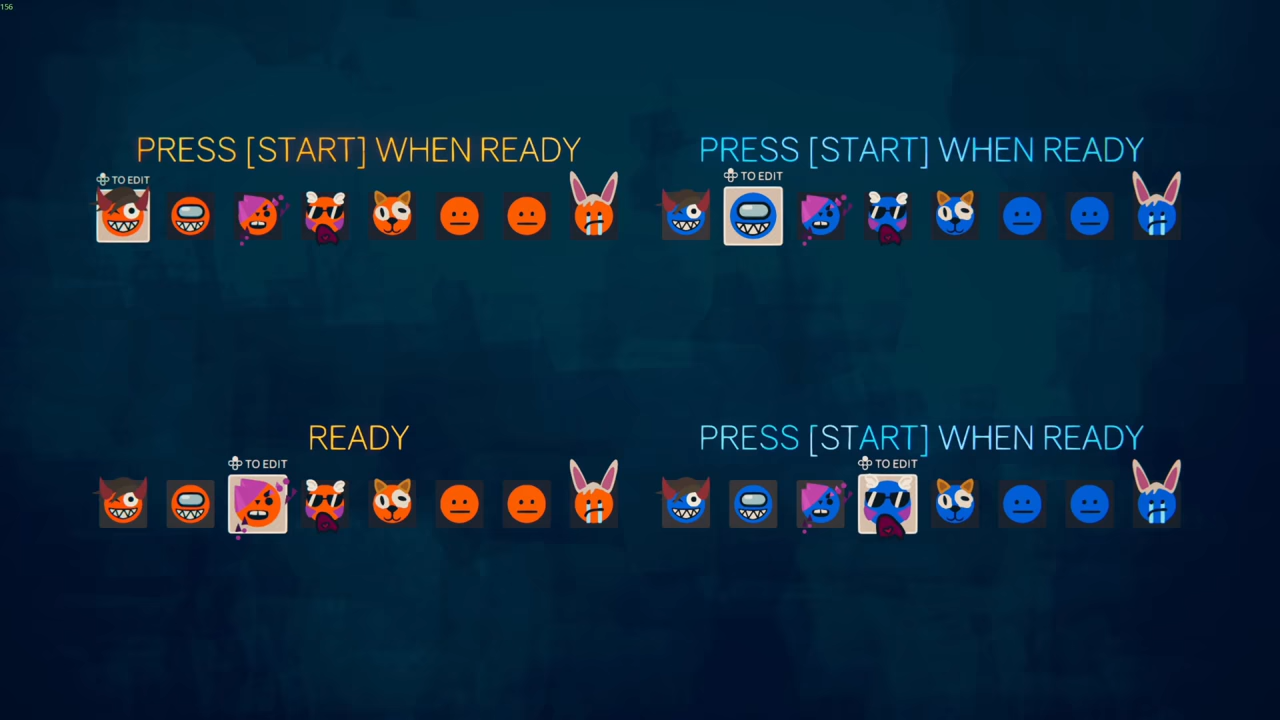 156
PRESS [START] WHEN READY
TO EDIT
PRESS [START] WHEN READY
TO EDIT
READY
TO EDIT
PRESS [START] WHEN READY
TO EDIT